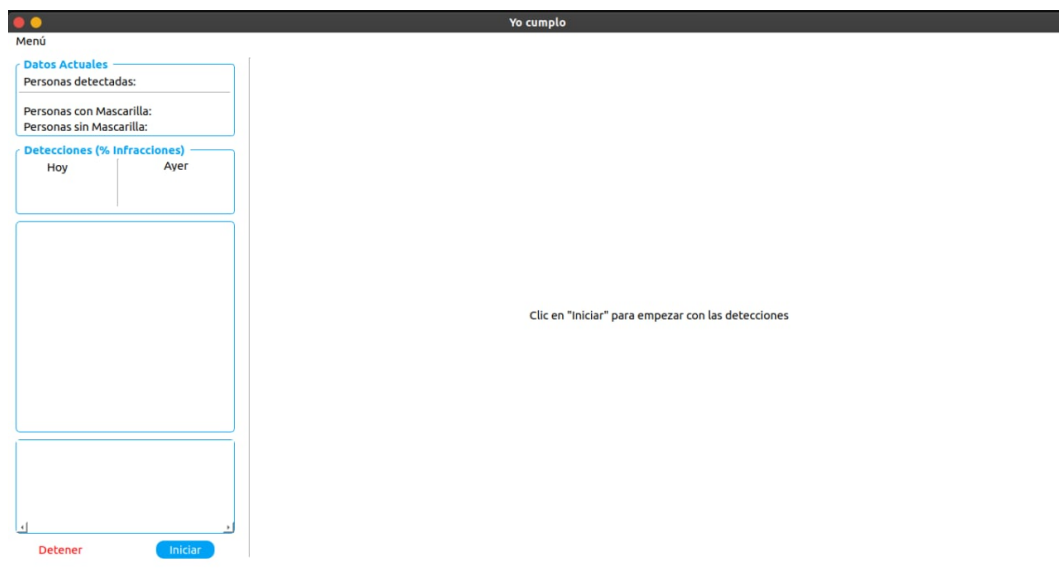 Yo cumplo
Menú
Datos Actuales
Personas detectadas:
Personas con Mascarilla:
Personas sin Mascarilla:
Detecciones (% Infracciones)
Hoy Ayer
Clic en "Iniciar" para empezar con las detecciones
Detener Iniciar